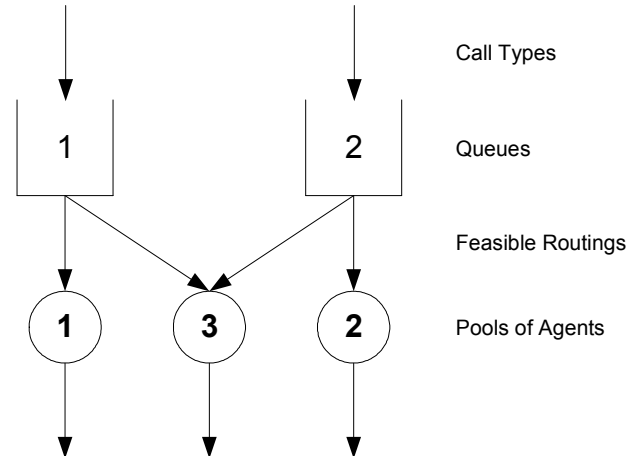 Call Types
1
2
Queues
Feasible Routings
1
3
2
Pools of Agents